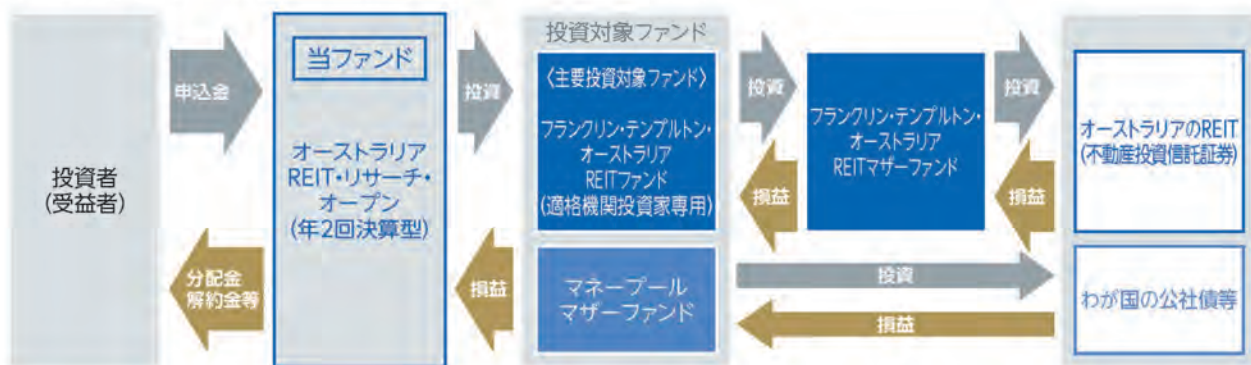 投資者
(受益者)
申込金
分配金
解約金等
当ファンド
オーストラリア
REIT・リサーチ・
オープン
(年2回決算型)
投資
損益
投資対象ファンド
〈主要投資対象ファンド〉
フランクリン・テンプルトン・
オーストラリア
REITファンド
(適格機関投資家専用)
マネープール
マザーファンド
投資
損益
フランクリン・テンプルトン・
オーストラリア
REITマザーファンド
投資
損益
投資
損益
オーストラリアのREIT
(不動産投資信託証券)
わが国の公社債等